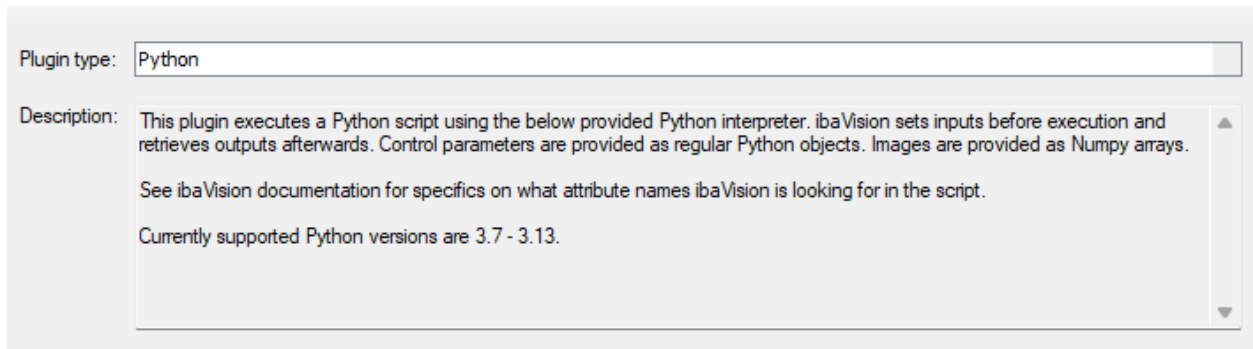 Plugin type: Python
Description: This plugin executes a Python script using the below provided Python interpreter. ibaVision sets inputs before execution and
retrieves outputs afterwards. Control parameters are provided as regular Python objects. Images are provided as Numpy arrays.
See ibaVision documentation for specifics on what attribute names ibaVision is looking for in the script.
Currently supported Python versions are 3.7 - 3.13.